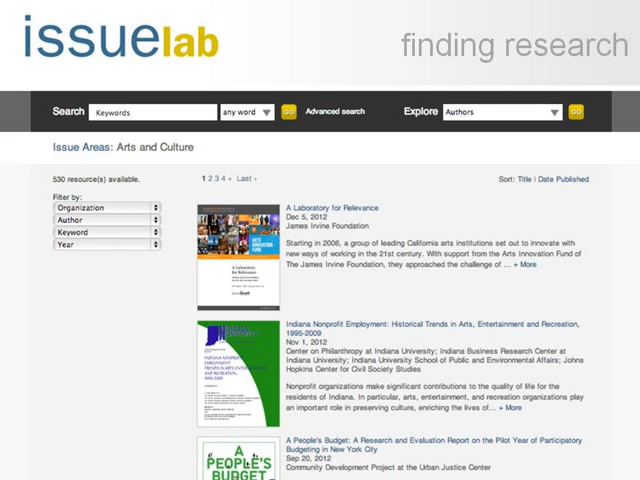 issuelab
finding research
Search Keywords any word GO Advanced search Explore Authors GO
Issue Areas: Arts and Culture
530 resource(s) available.
1 2 3 4 » Last ›
Sort: Title | Date Published
Filter by:
Organization
Author
Keyword
Year
ARTS INNOVATION FUND
A Laboratory for Relevance
A Laboratory for Relevance
Dec 5, 2012
James Irvine Foundation
Starting in 2006, a group of leading California arts institutions set out to innovate with
new ways of working in the 21st century. With support from the Arts Innovation Fund of
The James Irvine Foundation, they approached the challenge of ... + More
INDIANA
INDIANA NONPROFIT
EMPLOYMENT
Indiana Nonprofit Employment: Historical Trends in Arts, Entertainment and Recreation,
1995-2009
Nov 1, 2012
Center on Philanthropy at Indiana University; Indiana Business Research Center at
Indiana University; Indiana University School of Public and Environmental Affairs; Johns
Hopkins Center for Civil Society Studies
Nonprofit organizations make significant contributions to the quality of life for the
residents of Indiana. In particular, arts, entertainment, and recreation organizations play
an important role in preserving culture, enriching the lives of... + More
A
PEOPLE'S
BUDGET
A People's Budget: A Research and Evaluation Report on the Pilot Year of Participatory
Budgeting in New York City
Sep 20, 2012
Community Development Project at the Urban Justice Center